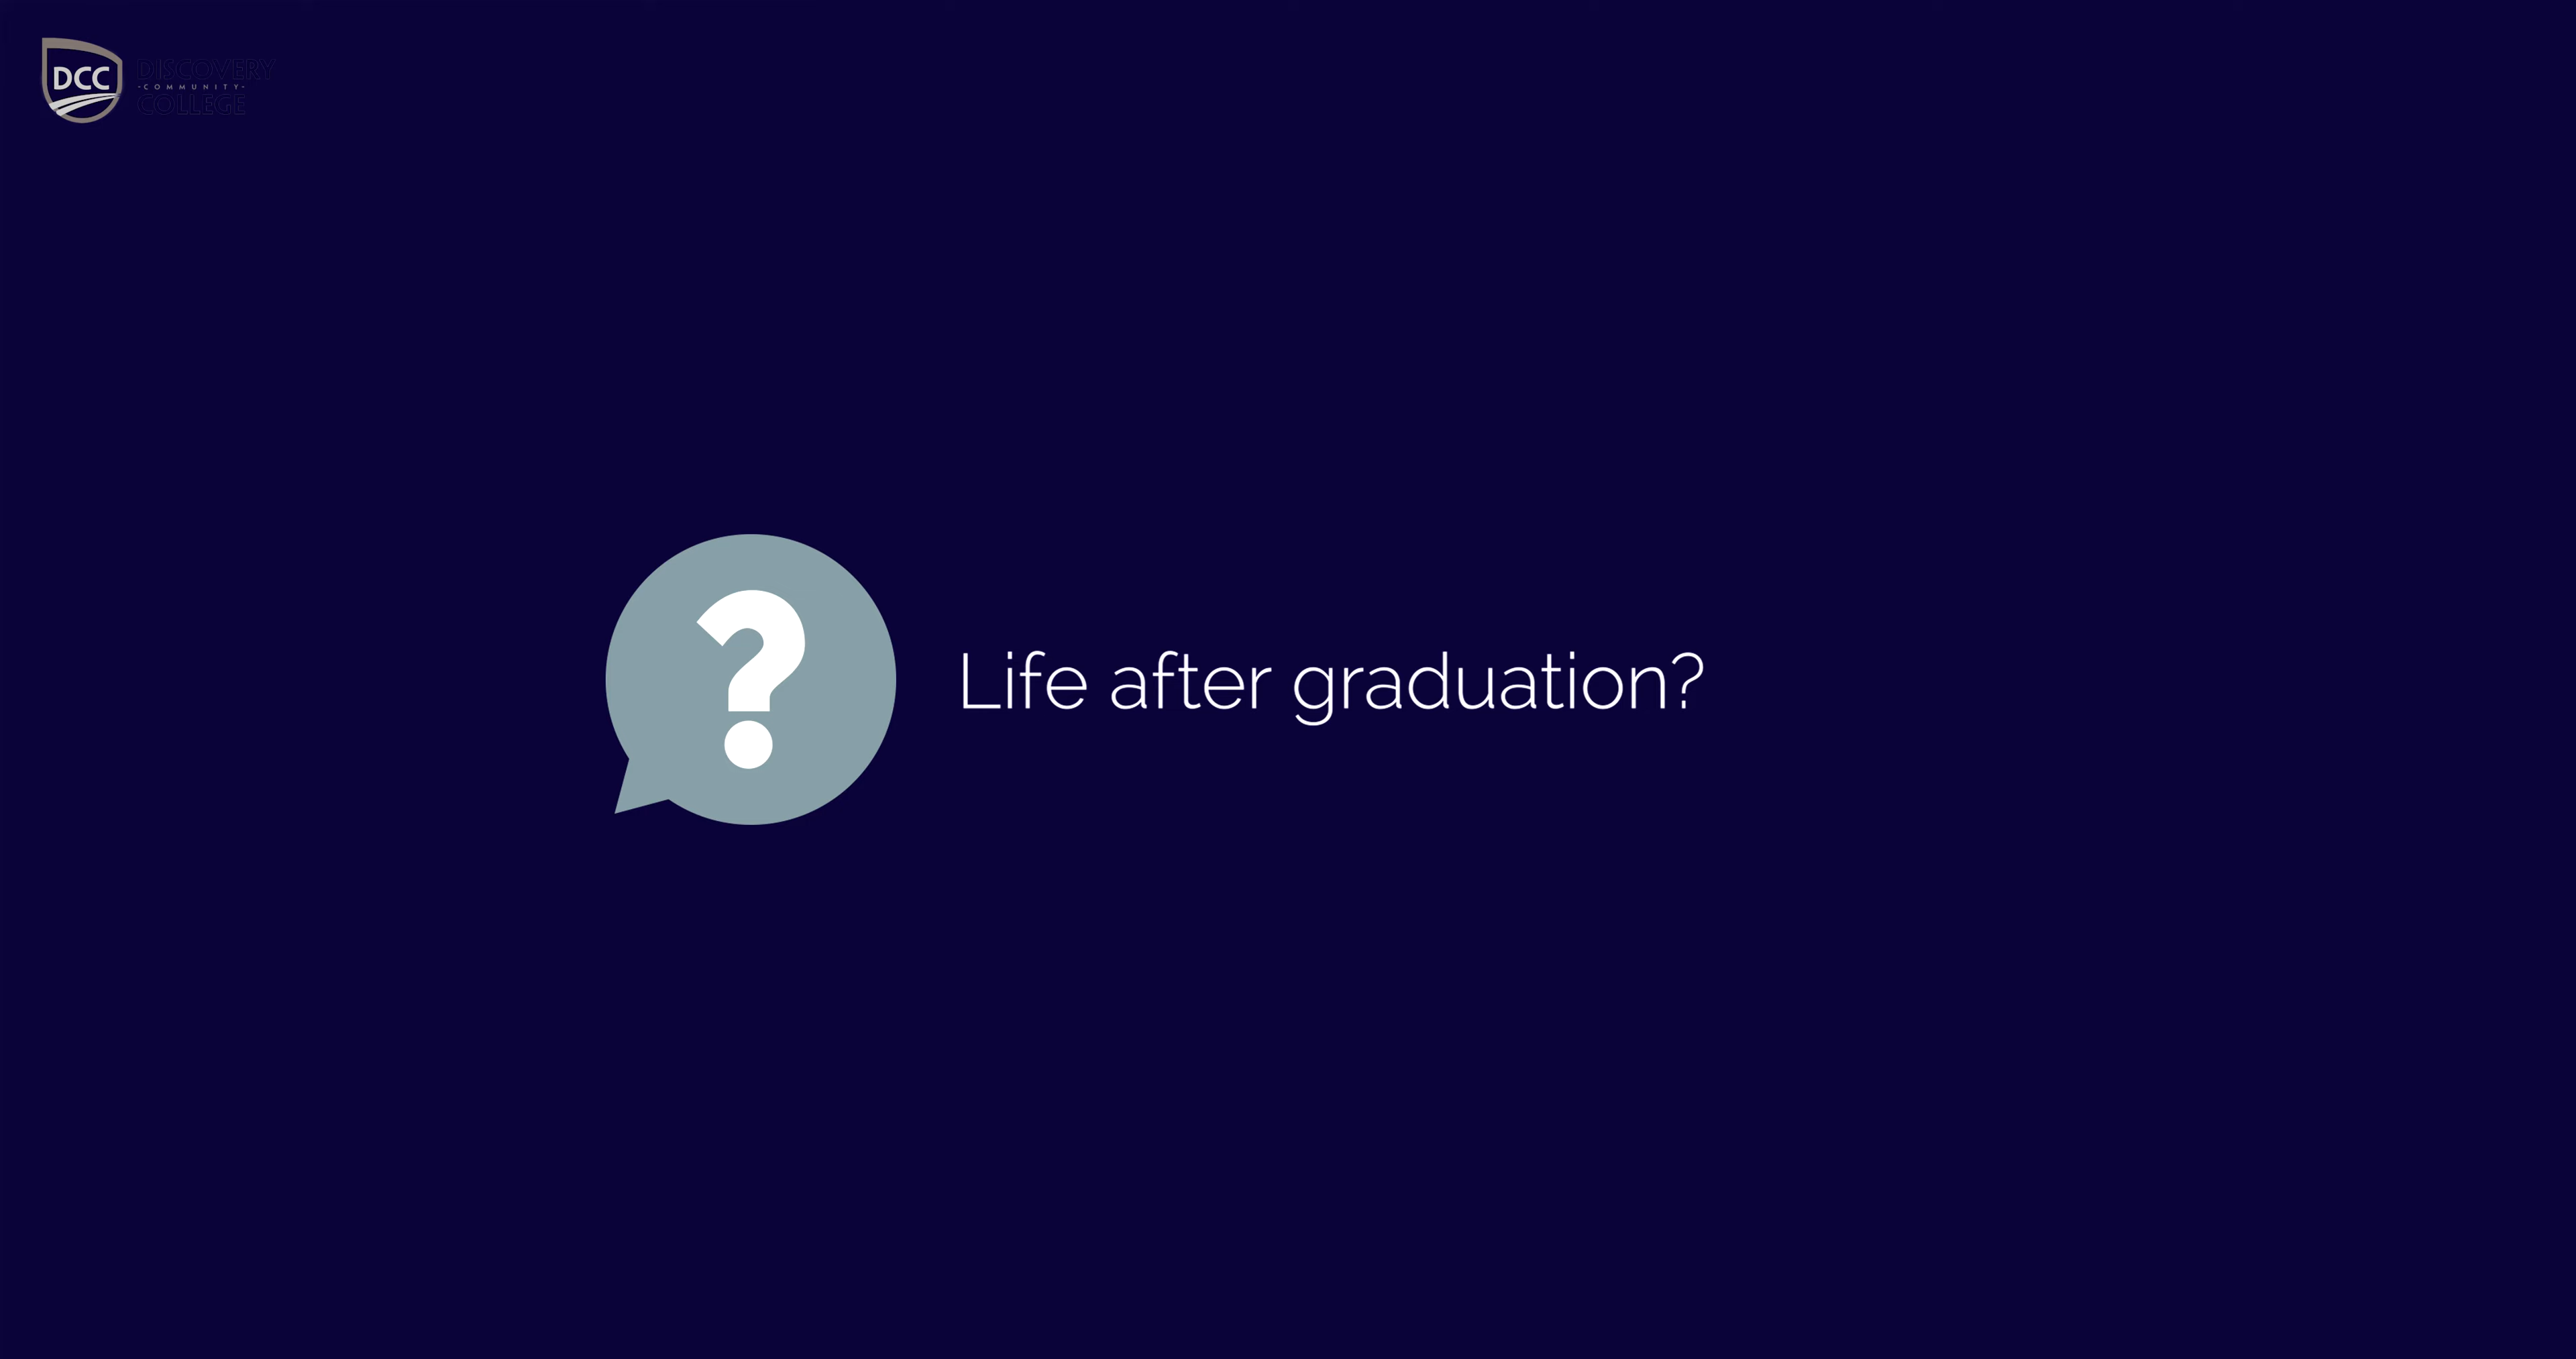 DCC
DISCOVERY
-COMMUNITY-
COLLEGE
?
Life after graduation?